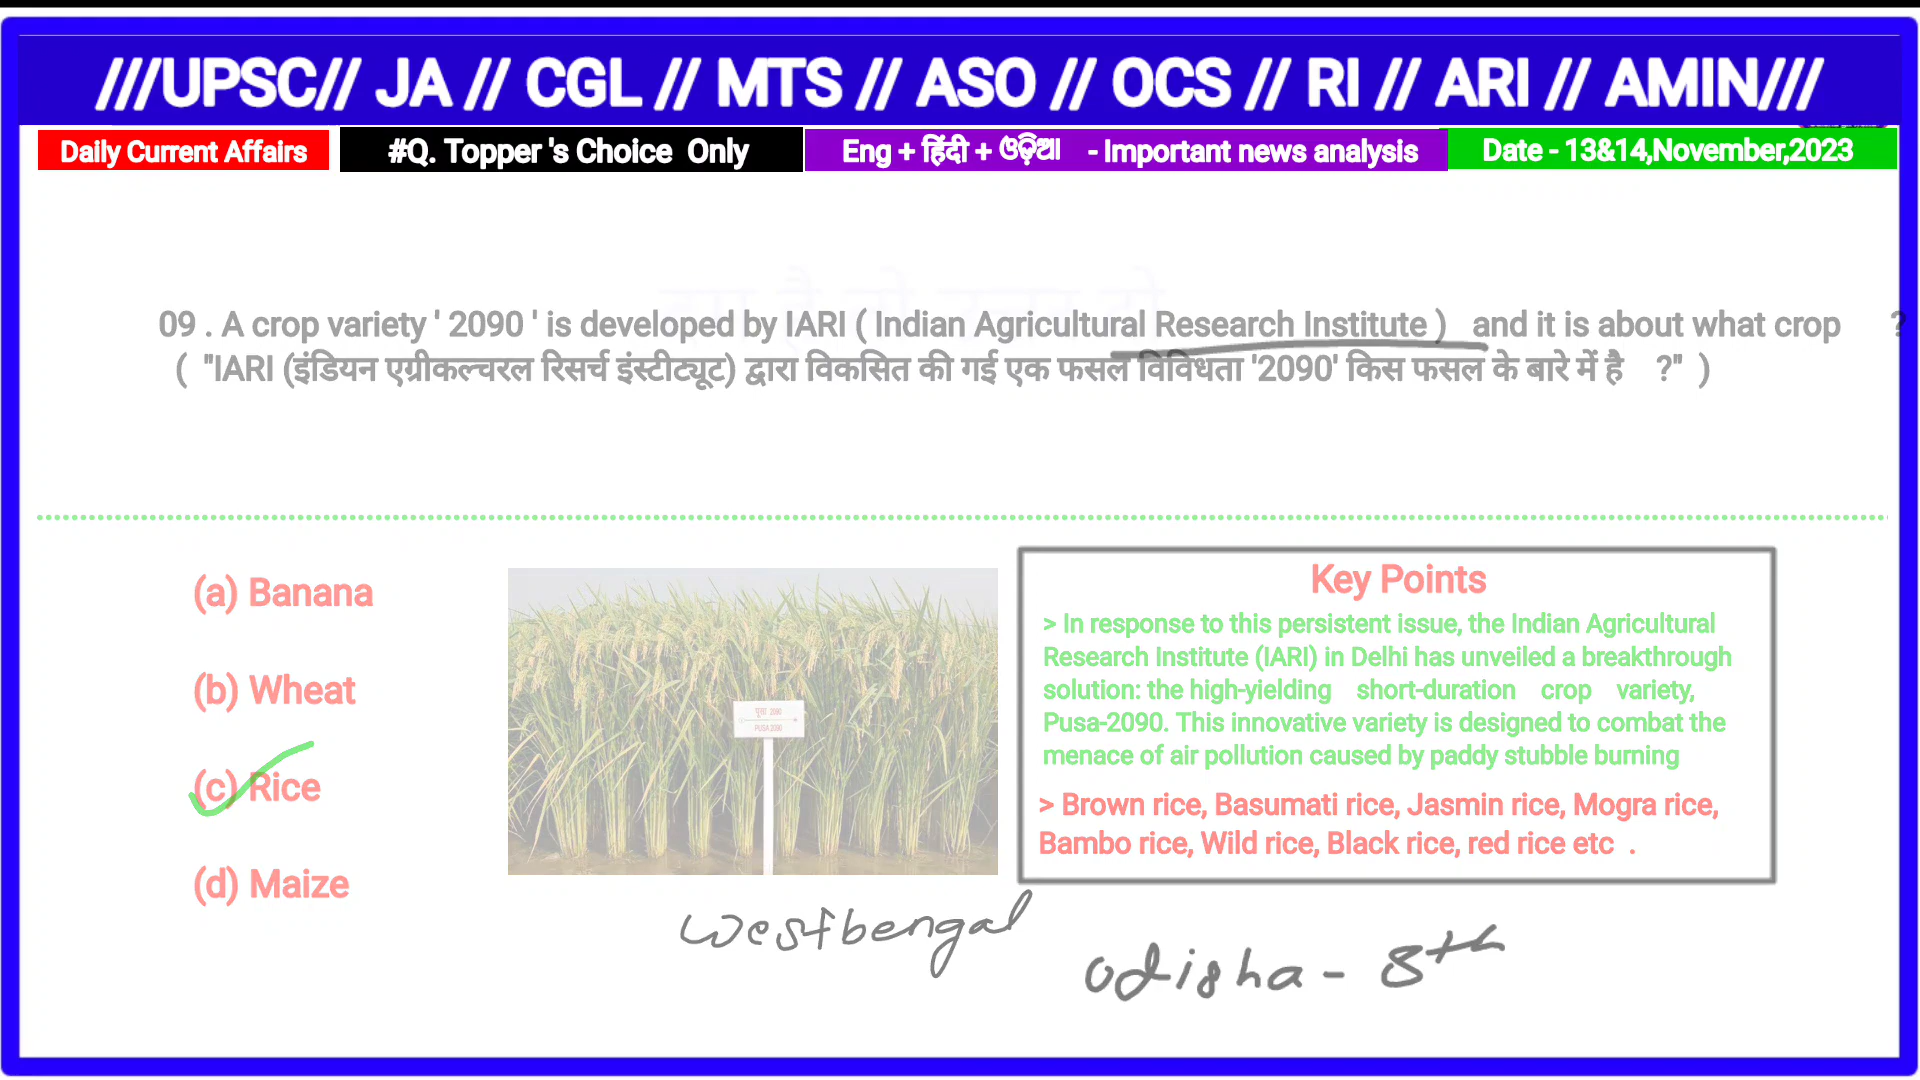 ///UPSC// JA // CGL // MTS // ASO // OCS // RI // ARI // AMIN///
Daily Current Affairs
#Q. Topper 's Choice Only
Eng + हिंदी + ଓଡ଼ିଆ - Important news analysis
Date - 13&14,November,2023
09 . A crop variety ' 2090 ' is developed by IARI ( Indian Agricultural Research Institute ) and it is about what crop ?
( "IARI (इंडियन एग्रीकल्चरल रिसर्च इंस्टीट्यूट) द्वारा विकसित की गई एक फसल विविधता '2090' किस फसल के बारे में है ?" )
(a) Banana
(b) Wheat
(c) Rice
(d) Maize
पूसा 2090
PUSA 2090
Key Points
> In response to this persistent issue, the Indian Agricultural
Research Institute (IARI) in Delhi has unveiled a breakthrough
solution: the high-yielding short-duration crop variety,
Pusa-2090. This innovative variety is designed to combat the
menace of air pollution caused by paddy stubble burning
> Brown rice, Basumati rice, Jasmin rice, Mogra rice,
Bambo rice, Wild rice, Black rice, red rice etc .
westbengal
odisha - 8th